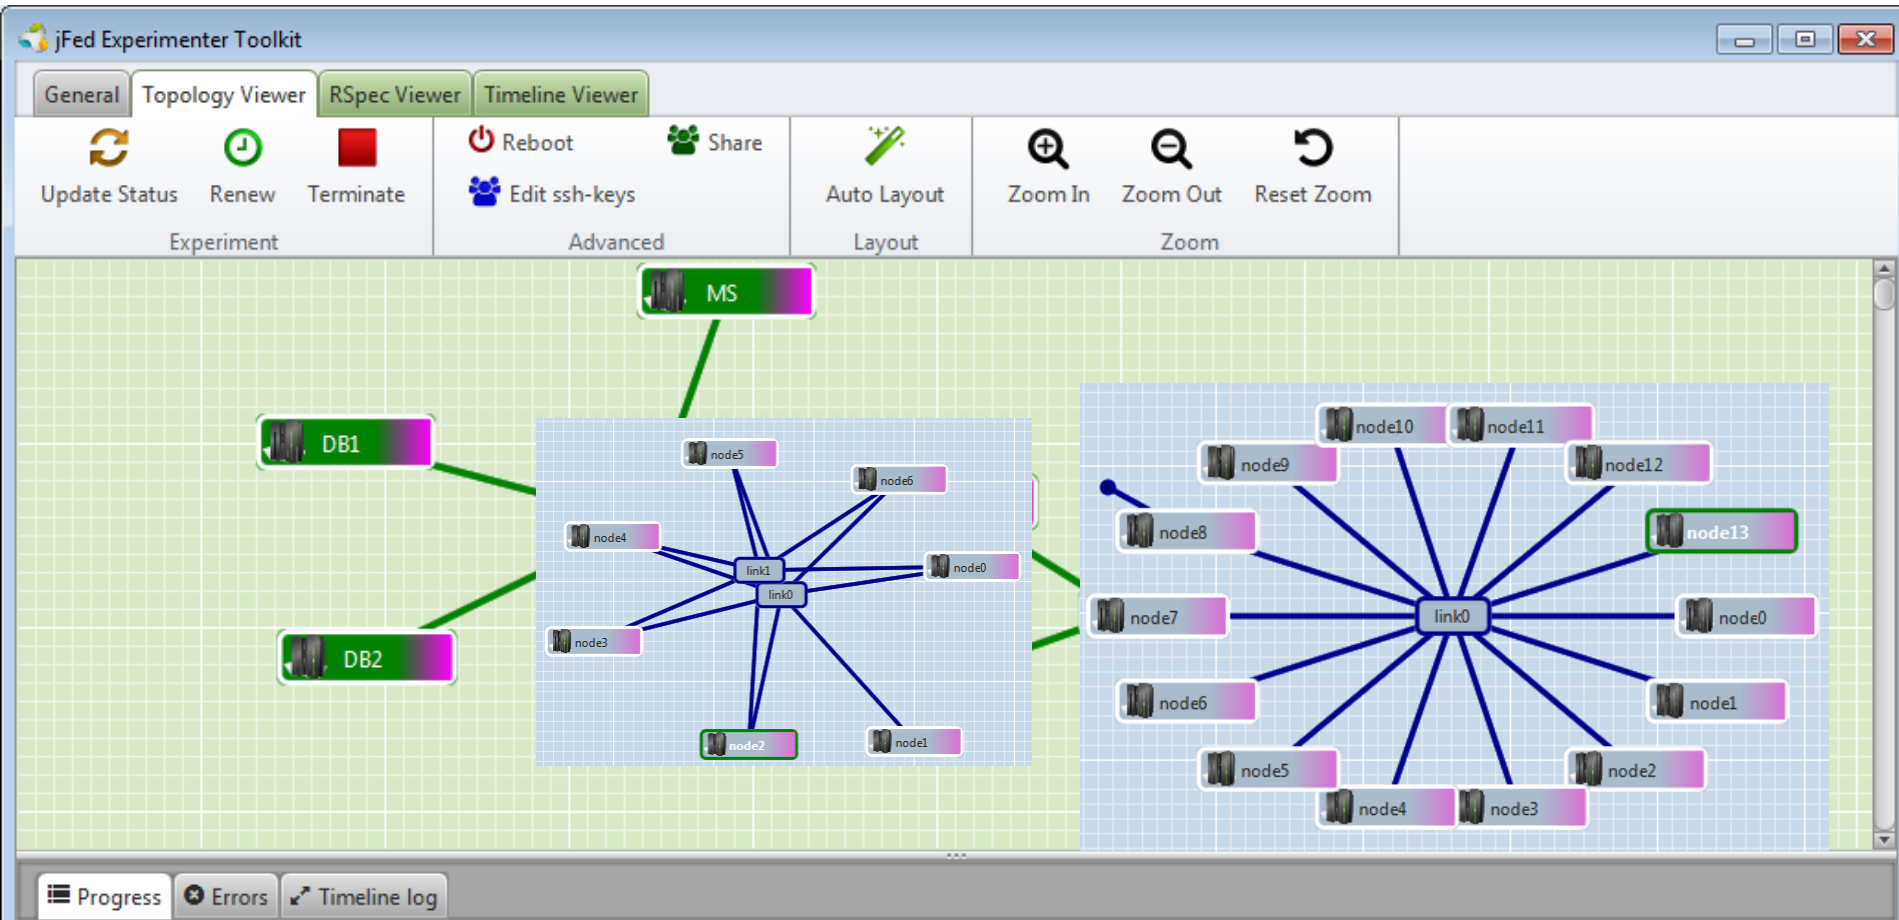 jFed Experimenter Toolkit
General
Topology Viewer
RSpec Viewer
Timeline Viewer
Update Status
Renew
Terminate
Experiment
Reboot
Share
Edit ssh-keys
Advanced
Auto Layout
Layout
Zoom In
Zoom Out
Reset Zoom
Zoom
MS
DB1
DB2
node5
node6
node4
node0
link1
link0
node3
node2
node1
node10
node11
node9
node12
node8
node13
node7
link0
node0
node6
node1
node5
node2
node4
node3
Progress
Errors
Timeline log